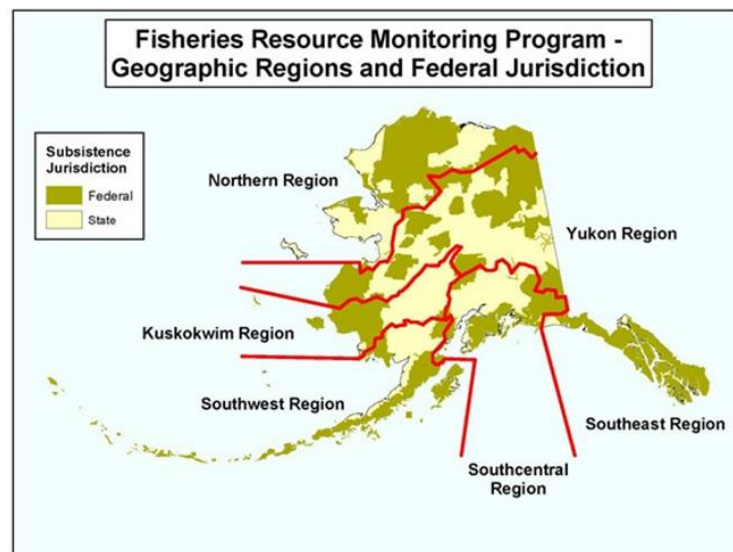 Fisheries Resource Monitoring Program -
Geographic Regions and Federal Jurisdiction
Subsistence
Jurisdiction
Federal
State
Northern Region
Yukon Region
Kuskokwim Region
Southwest Region
Southeast Region
Southcentral
Region